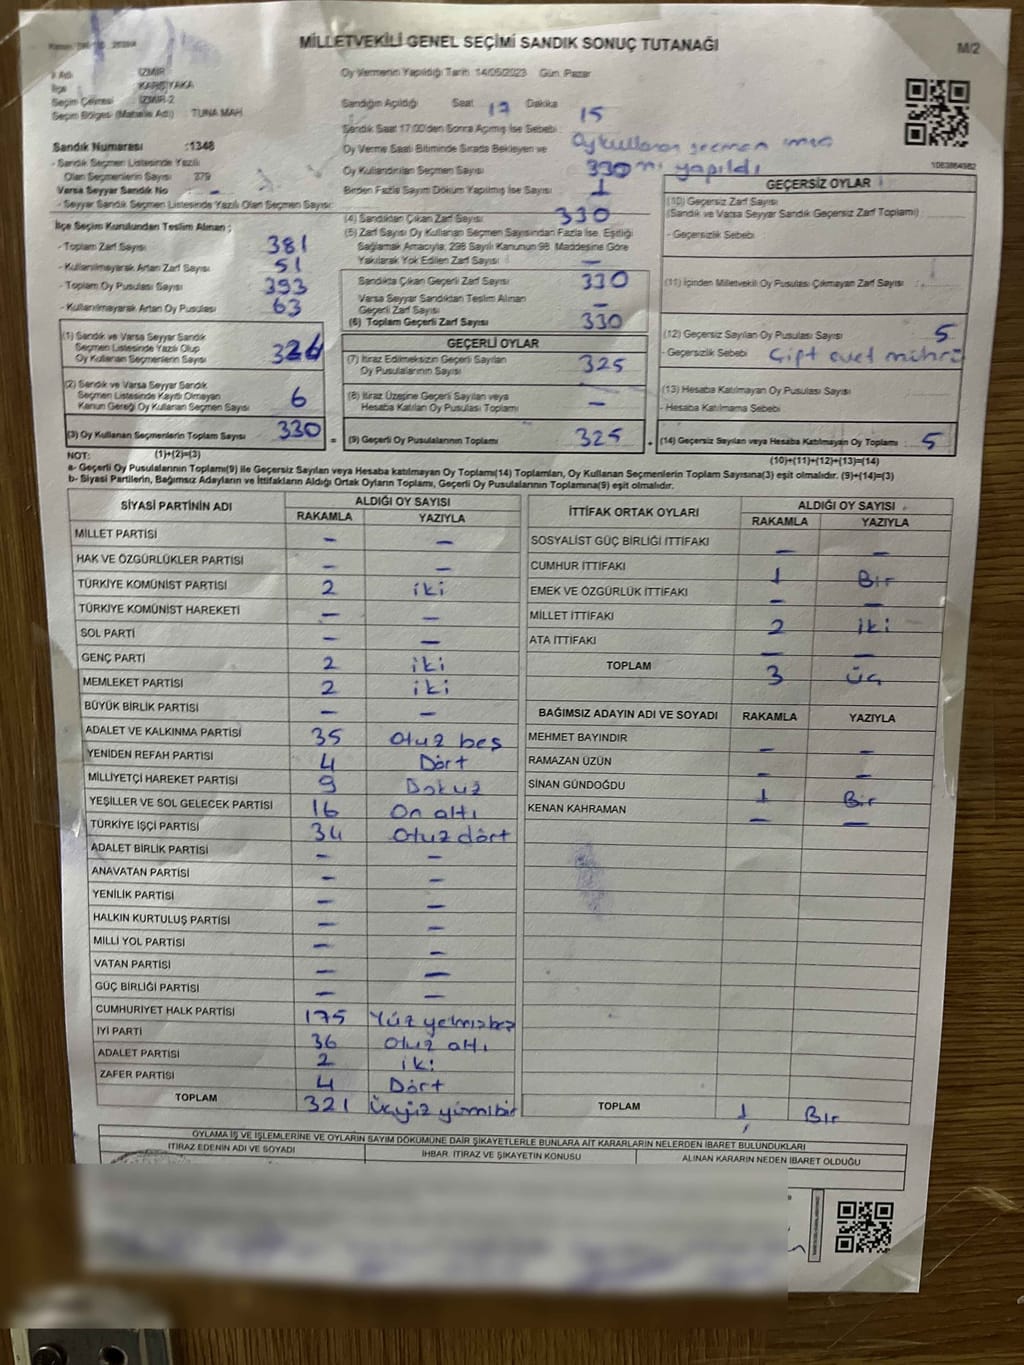 MİLLETVEKİLİ GENEL SEÇİMİ SANDIK SONUÇ TUTANAĞI
M/2
İl Adı İZMİR
İlçe KARŞIYAKA
Seçim Çevresi İZMİR-2
Seçim Bölgesi (Mahalle Adı) : TUNA MAH
Sandık Numarası :1348
- Sandık Seçmen Listesinde Yazılı
Olan Seçmenlerin Sayısı 379
Varsa Seyyar Sandık No -
- Seyyar Sandık Seçmen Listesinde Yazılı Olan Seçmen Sayısı:
Oy Vermenin Yapıldığı Tarih 14/05/2023 Gün Pazar
Sandığın Açıldığı Saat 17 Dakika 15
Sandık Saat 17:00'den Sonra Açılmış İse Sebebi : Oy kullanan seçmen
Oy Verme Saati Bitiminde Sırada Bekleyen ve yapıldı
Oy Kullandırılan Seçmen Sayısı 330
Birden Fazla Sayım Döküm Yapılmış İse Sayısı 1
1083864982
İlçe Seçim Kurulundan Teslim Alınan ;
- Toplam Zarf Sayısı 381
- Kullanılmayarak Artan Zarf Sayısı 51
- Toplam Oy Pusulası Sayısı 393
- Kullanılmayarak Artan Oy Pusulası 63
(1) Sandık ve Varsa Seyyar Sandık
Seçmen Listesinde Yazılı Olup
Oy Kullanan Seçmenlerin Sayısı 324
(2) Sandık ve Varsa Seyyar Sandık
Seçmen Listesinde Kayıtlı Olmayan
Kanun Gereği Oy Kullanan Seçmen Sayısı 6
(3) Oy Kullanan Seçmenlerin Toplam Sayısı 330 =
(4) Sandıktan Çıkan Zarf Sayısı 330
(5) Zarf Sayısı Oy Kullanan Seçmen Sayısından Fazla İse, Eşitliği
Sağlamak Amacıyla, 298 Sayılı Kanunun 98. Maddesine Göre
Yakılarak Yok Edilen Zarf Sayısı -
Sandıkta Çıkan Geçerli Zarf Sayısı 330
Varsa Seyyar Sandıktan Teslim Alınan
Geçerli Zarf Sayısı -
(6) Toplam Geçerli Zarf Sayısı 330
GEÇERLİ OYLAR
(7) İtiraz Edilmeksizin Geçerli Sayılan
Oy Pusulalarının Sayısı 325
(8) İtiraz Üzerine Geçerli Sayılan veya
Hesaba Katılan Oy Pusulası Toplamı -
(9) Geçerli Oy Pusulalarının Toplamı 325 +
GEÇERSİZ OYLAR
(10) Geçersiz Zarf Sayısı
(Sandık ve Varsa Seyyar Sandık Geçersiz Zarf Toplamı)
- Geçersizlik Sebebi
(11) İçinden Milletvekili Oy Pusulası Çıkmayan Zarf Sayısı
(12) Geçersiz Sayılan Oy Pusulası Sayısı 5
- Geçersizlik Sebebi Çift evet mührü
(13) Hesaba Katılmayan Oy Pusulası Sayısı
- Hesaba Katılmama Sebebi
(14) Geçersiz Sayılan veya Hesaba Katılmayan Oy Toplamı 5
NOT: (1)+(2)=(3) (10)+(11)+(12)+(13)=(14)
a- Geçerli Oy Pusulalarının Toplamı(9) ile Geçersiz Sayılan veya Hesaba katılmayan Oy Toplamı(14) Toplamları, Oy Kullanan Seçmenlerin Toplam Sayısına(3) eşit olmalıdır. (9)+(14)=(3)
b- Siyasi Partilerin, Bağımsız Adayların ve İttifakların Aldığı Ortak Oyların Toplamı, Geçerli Oy Pusulalarının Toplamına(9) eşit olmalıdır.
SİYASİ PARTİNİN ADI ALDIĞI OY SAYISI
RAKAMLA YAZIYLA
MİLLET PARTİSİ - -
HAK VE ÖZGÜRLÜKLER PARTİSİ - -
TÜRKİYE KOMÜNİST PARTİSİ 2 iki
TÜRKİYE KOMÜNİST HAREKETİ - -
SOL PARTİ - -
GENÇ PARTİ 2 iki
MEMLEKET PARTİSİ 2 iki
BÜYÜK BİRLİK PARTİSİ - -
ADALET VE KALKINMA PARTİSİ 35 Otuz beş
YENİDEN REFAH PARTİSİ 4 Dört
MİLLİYETÇİ HAREKET PARTİSİ 9 Dokuz
YEŞİLLER VE SOL GELECEK PARTİSİ 16 On altı
TÜRKİYE İŞÇİ PARTİSİ 34 Otuz dört
ADALET BİRLİK PARTİSİ - -
ANAVATAN PARTİSİ - -
YENİLİK PARTİSİ - -
HALKIN KURTULUŞ PARTİSİ - -
MİLLİ YOL PARTİSİ - -
VATAN PARTİSİ - -
GÜÇ BİRLİĞİ PARTİSİ - -
CUMHURİYET HALK PARTİSİ 175 Yüz yetmişbeş
İYİ PARTİ 36 Otuz altı
ADALET PARTİSİ 2 iki
ZAFER PARTİSİ 4 Dört
TOPLAM 321 Üçyüz yirmibir
İTTİFAK ORTAK OYLARI ALDIĞI OY SAYISI
RAKAMLA YAZIYLA
SOSYALİST GÜÇ BİRLİĞİ İTTİFAKI - -
CUMHUR İTTİFAKI 1 Bir
EMEK VE ÖZGÜRLÜK İTTİFAKI - -
MİLLET İTTİFAKI 2 iki
ATA İTTİFAKI - -
TOPLAM 3 üç
BAĞIMSIZ ADAYIN ADI VE SOYADI RAKAMLA YAZIYLA
MEHMET BAYINDIR - -
RAMAZAN ÜZÜN - -
SİNAN GÜNDOĞDU 1 Bir
KENAN KAHRAMAN - -
TOPLAM 1 Bir
OYLAMA İŞ VE İŞLEMLERİNE VE OYLARIN SAYIM DÖKÜMÜNE DAİR ŞİKAYETLERLE BUNLARA AİT KARARLARIN NELERDEN İBARET BULUNDUKLARI
İTİRAZ EDENİN ADI VE SOYADI İHBAR, İTİRAZ VE ŞİKAYETİN KONUSU ALINAN KARARIN NEDEN İBARET OLDUĞU